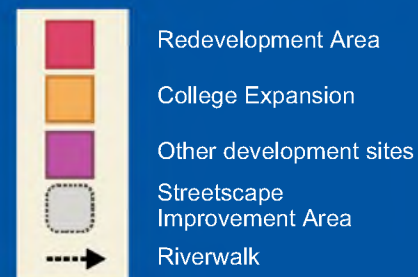 Redevelopment Area
College Expansion
Other development sites
Streetscape
Improvement Area
Riverwalk